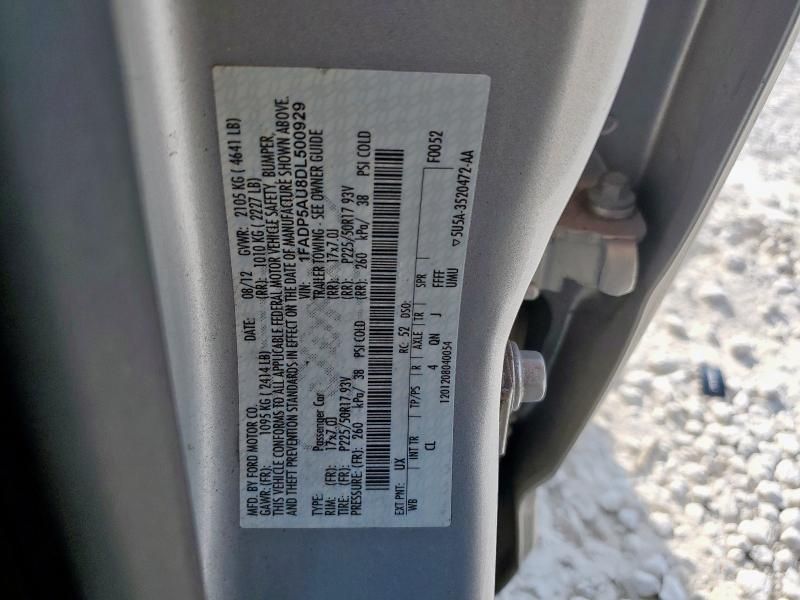 MFD. BY FORD MOTOR CO.
DATE: 08/12 GVWR: 2105 KG ( 4641 LB)
GAWR: (FR): 1095 KG ( 2414 LB) (RR): 1010 KG ( 2227 LB)
THIS VEHICLE CONFORMS TO ALL APPLICABLE FEDERAL MOTOR VEHICLE SAFETY, BUMPER,
AND THEFT PREVENTION STANDARDS IN EFFECT ON THE DATE OF MANUFACTURE SHOWN ABOVE.
VIN: 1FADP5AU8DL500929
TYPE: Passenger Car TRAILER TOWING - SEE OWNER GUIDE
RIM: (FR): 17x7.0J (RR): 17x7.0J
TIRE: (FR): P225/50R17 93V (RR): P225/50R17 93V
PRESSURE: (FR): 260 kPa/ 38 PSI COLD (RR): 260 kPa/ 38 PSI COLD
EXT PNT: UX RC: 52 DSO: F0052
WB INT TR TP/PS R AXLE TR SPR
CL 4 QN J FFFF
UMU
1201208040054 ▽5U5A-3520472-AA